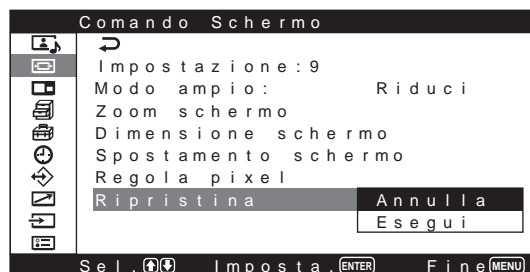 Comando Schermo
Impostazione:9
Modo ampio: Riduci
Zoom schermo
Dimensione schermo
Spostamento schermo
Regola pixel
Ripristina Annulla
Esegui
Sel. Imposta. ENTER Fine MENU